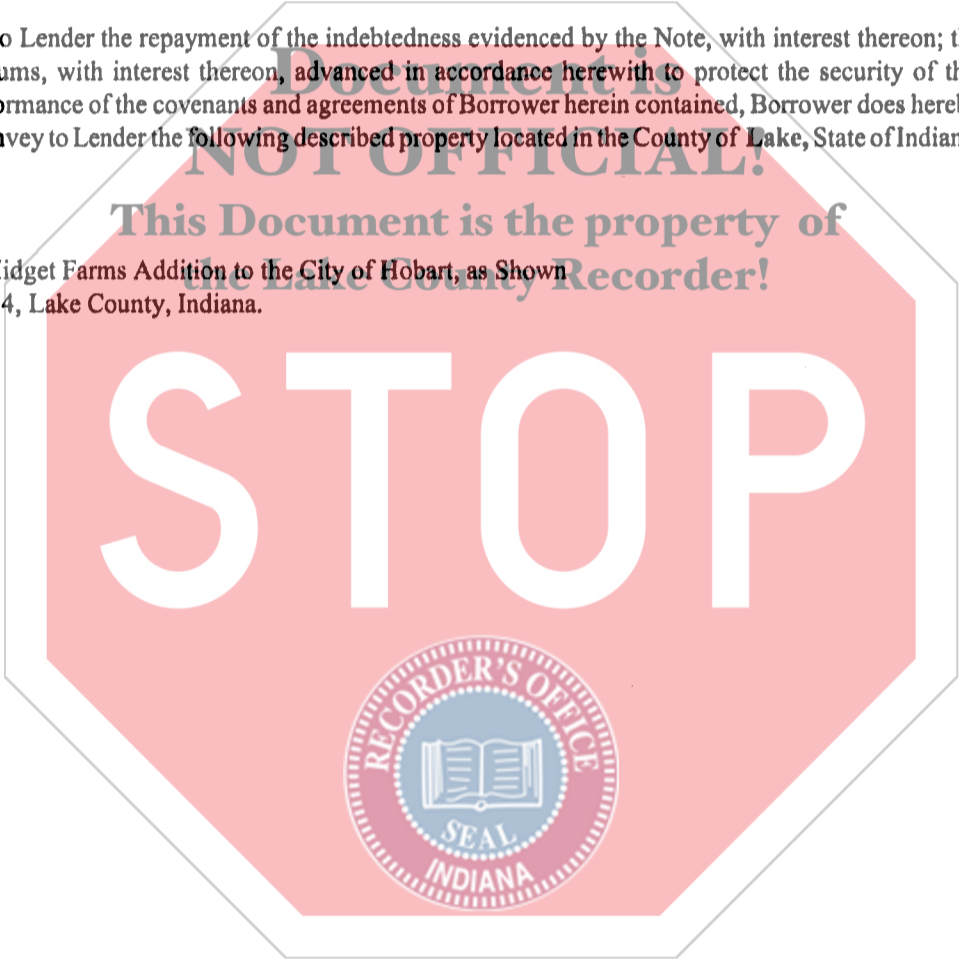 o Lender the repayment of the indebtedness evidenced by the Note, with interest thereon; t
ums, with interest thereon, advanced in accordance herewith to protect the security of th
ormance of the covenants and agreements of Borrower herein contained, Borrower does hereb
vey to Lender the following described property located in the County of Lake, State of Indian
Document is
NOT OFFICIAL!
This Document is the property of
the Lake County Recorder!
idget Farms Addition to the City of Hobart, as Shown
4, Lake County, Indiana.
STOP
RECORDER'S OFFICE
SEAL
INDIANA